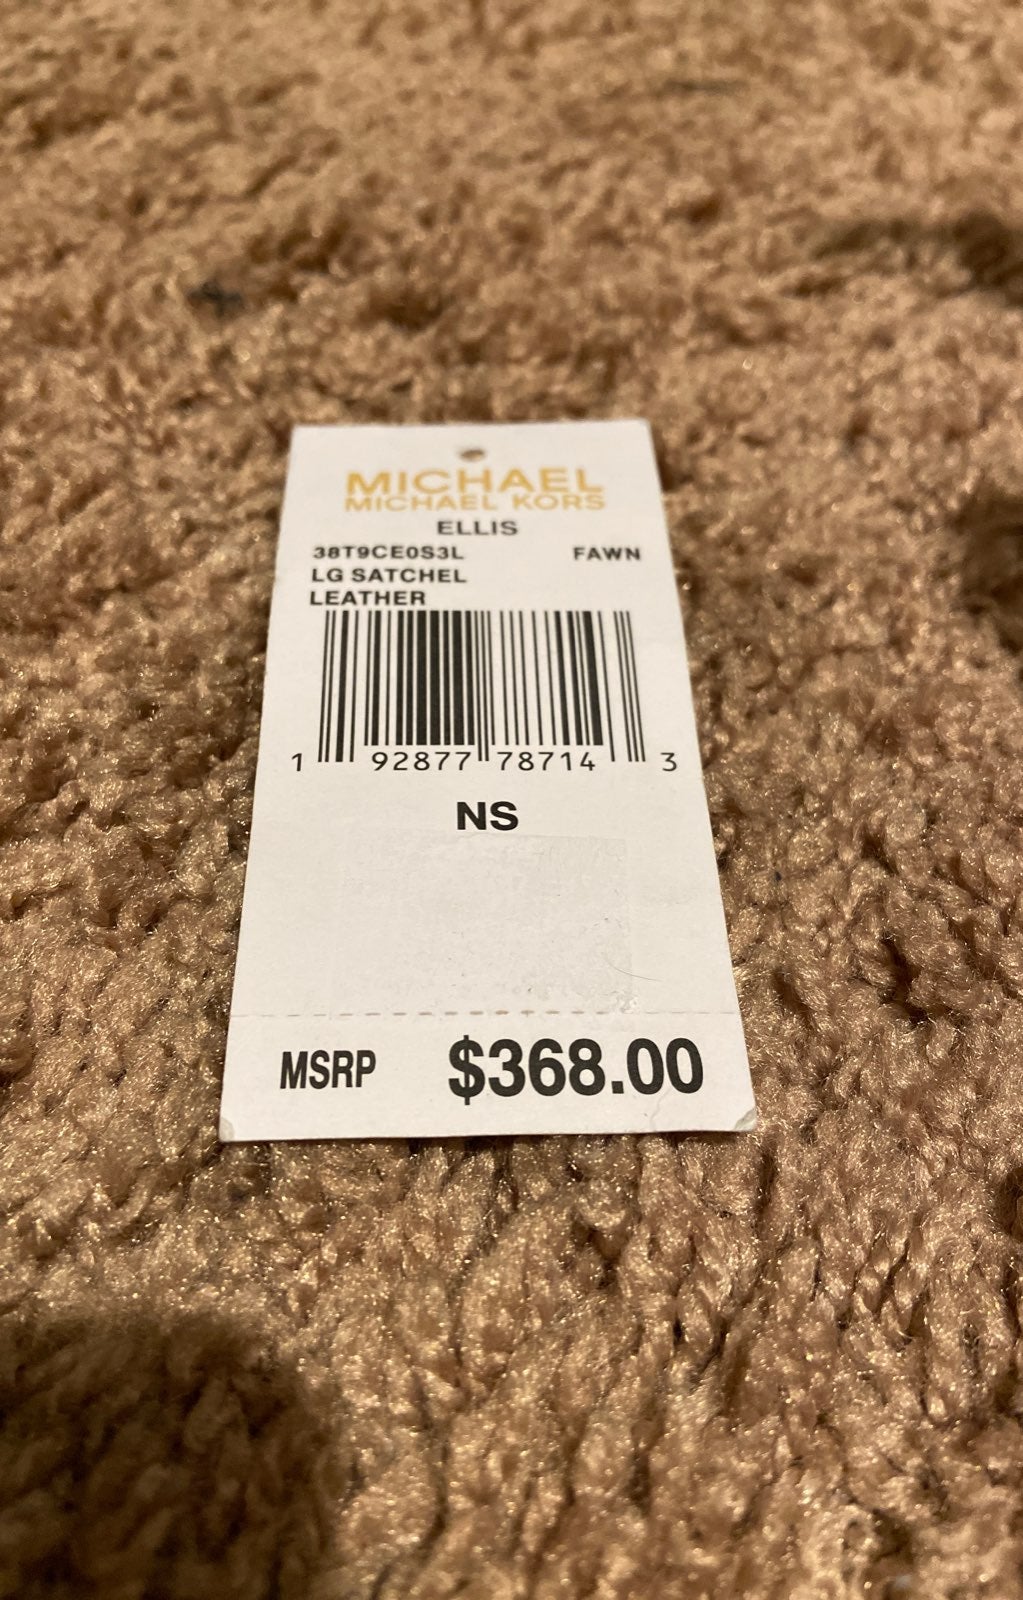 MICHAEL
MICHAEL KORS
ELLIS
38T9CE0S3L FAWN
LG SATCHEL
LEATHER
1 92877 78714 3
NS
MSRP $368.00